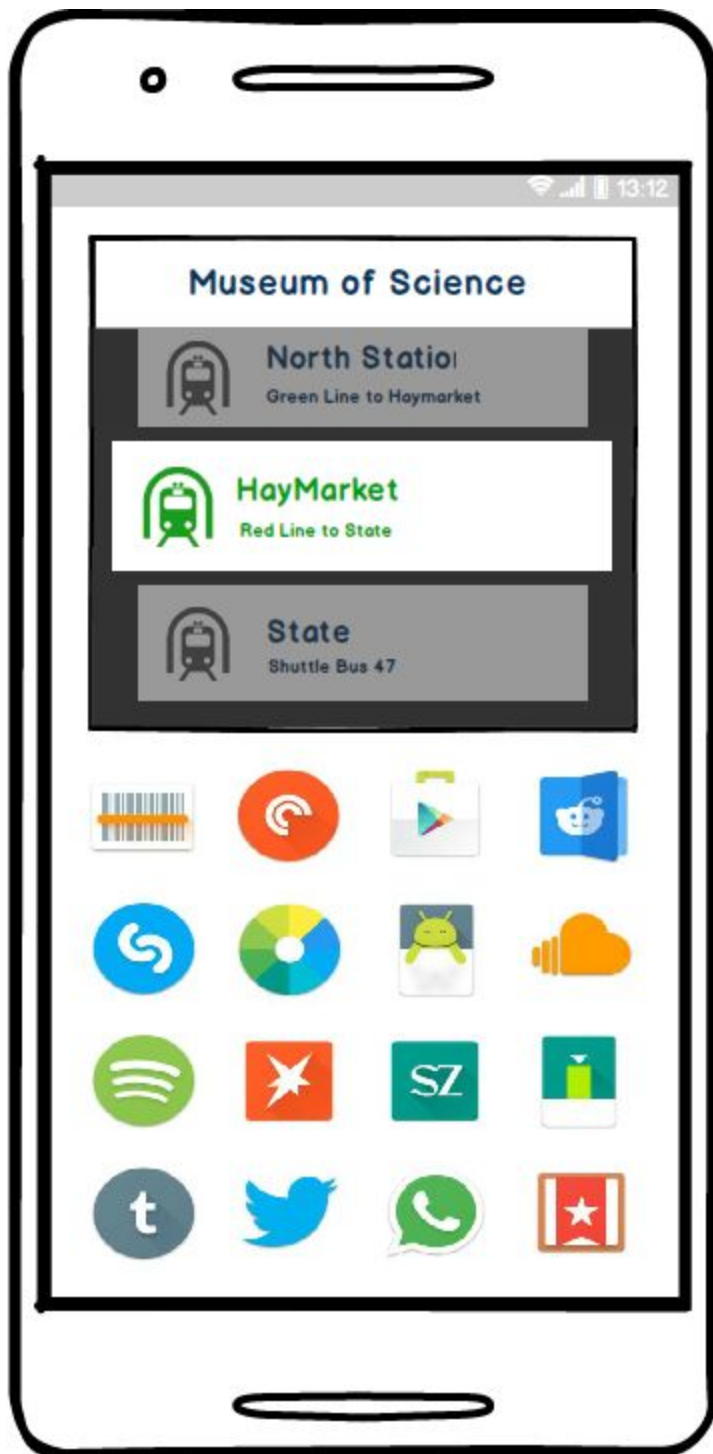 13:12
Museum of Science
North Statio
Green Line to Haymarket
HayMarket
Red Line to State
State
Shuttle Bus 47
SZ
t